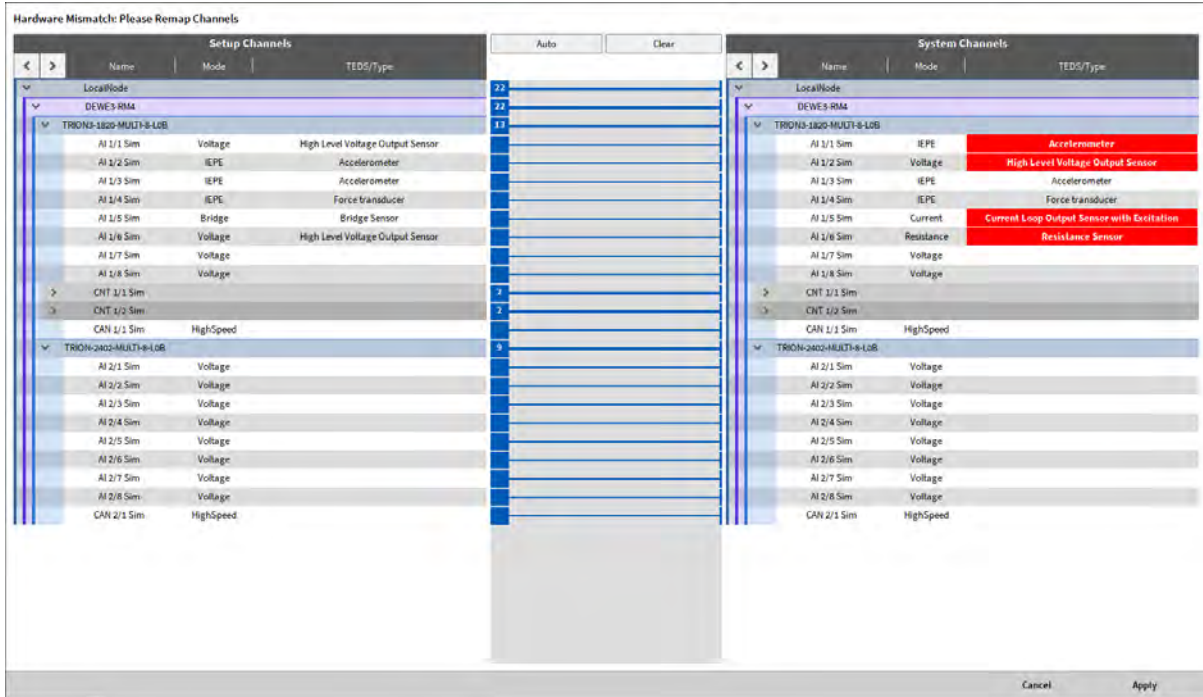 Hardware Mismatch: Please Remap Channels
Setup Channels Auto Clear System Channels
< > Name Mode TEDS/Type < > Name Mode TEDS/Type
LocalNode 22 LocalNode
DEWE3-RM4 22 DEWE3-RM4
TRION3-1820-MULTI-8-L0B 13 TRION3-1820-MULTI-8-L0B
AI 1/1 Sim Voltage High Level Voltage Output Sensor AI 1/1 Sim IEPE Accelerometer
AI 1/2 Sim IEPE Accelerometer AI 1/2 Sim Voltage High Level Voltage Output Sensor
AI 1/3 Sim IEPE Accelerometer AI 1/3 Sim IEPE Accelerometer
AI 1/4 Sim IEPE Force transducer AI 1/4 Sim IEPE Force transducer
AI 1/5 Sim Bridge Bridge Sensor AI 1/5 Sim Current Current Loop Output Sensor with Excitation
AI 1/6 Sim Voltage High Level Voltage Output Sensor AI 1/6 Sim Resistance Resistance Sensor
AI 1/7 Sim Voltage AI 1/7 Sim Voltage
AI 1/8 Sim Voltage AI 1/8 Sim Voltage
> CNT 1/1 Sim 2 > CNT 1/1 Sim
> CNT 1/2 Sim 2 > CNT 1/2 Sim
CAN 1/1 Sim HighSpeed CAN 1/1 Sim HighSpeed
TRION-2402-MULTI-8-L0B 9 TRION-2402-MULTI-8-L0B
AI 2/1 Sim Voltage AI 2/1 Sim Voltage
AI 2/2 Sim Voltage AI 2/2 Sim Voltage
AI 2/3 Sim Voltage AI 2/3 Sim Voltage
AI 2/4 Sim Voltage AI 2/4 Sim Voltage
AI 2/5 Sim Voltage AI 2/5 Sim Voltage
AI 2/6 Sim Voltage AI 2/6 Sim Voltage
AI 2/7 Sim Voltage AI 2/7 Sim Voltage
AI 2/8 Sim Voltage AI 2/8 Sim Voltage
CAN 2/1 Sim HighSpeed CAN 2/1 Sim HighSpeed
Cancel Apply